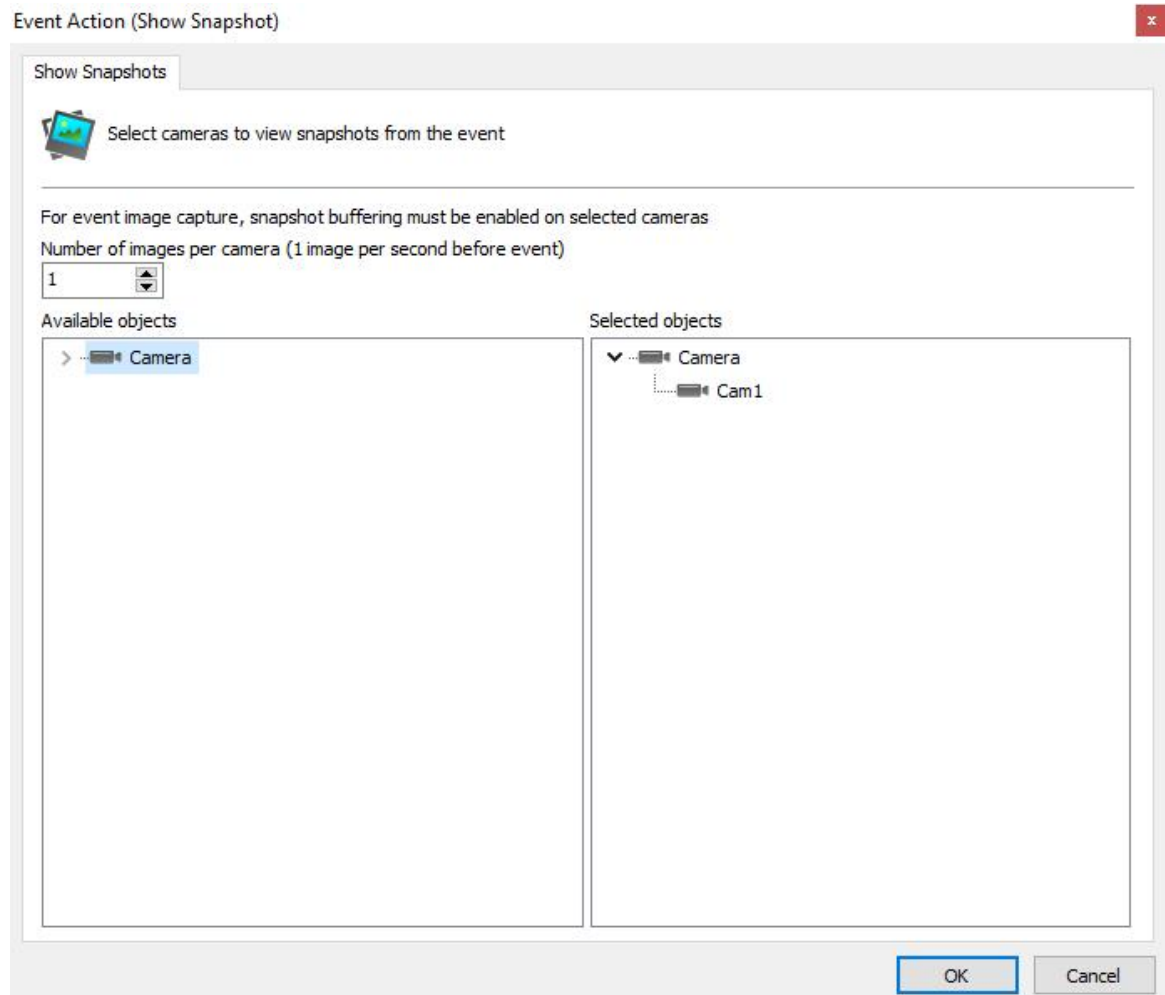 Event Action (Show Snapshot)
x
Show Snapshots
Select cameras to view snapshots from the event
For event image capture, snapshot buffering must be enabled on selected cameras
Number of images per camera (1 image per second before event)
1
Available objects
Selected objects
Camera
Camera
Cam1
OK
Cancel